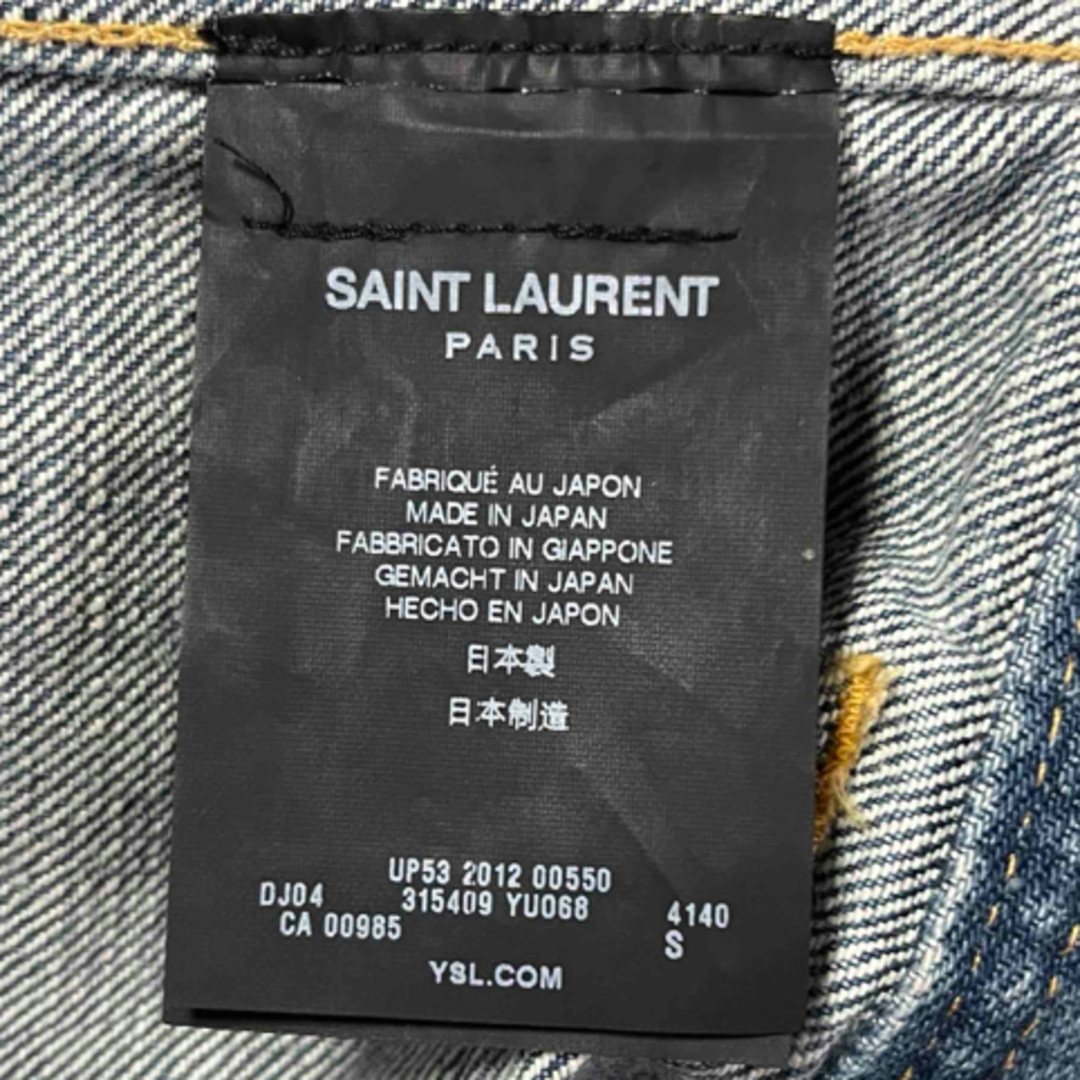 SAINT LAURENT
PARIS
FABRIQUÉ AU JAPON
MADE IN JAPAN
FABBRICATO IN GIAPPONE
GEMACHT IN JAPAN
HECHO EN JAPON
日本製
日本制造
UP53 2012 00550
DJ04 315409 YU068 4140
CA 00985 S
YSL.COM